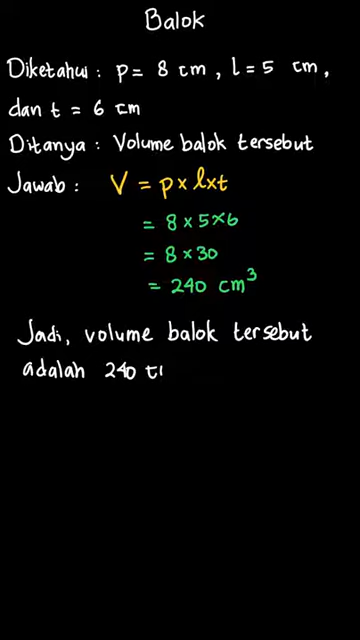 Balok
Diketahui : p = 8 cm , l = 5 cm ,
dan t = 6 cm
Ditanya : Volume balok tersebut
Jawab : V = p x l x t
= 8 x 5 x 6
= 8 x 30
= 240 cm³
Jadi, volume balok tersebut
adalah 240